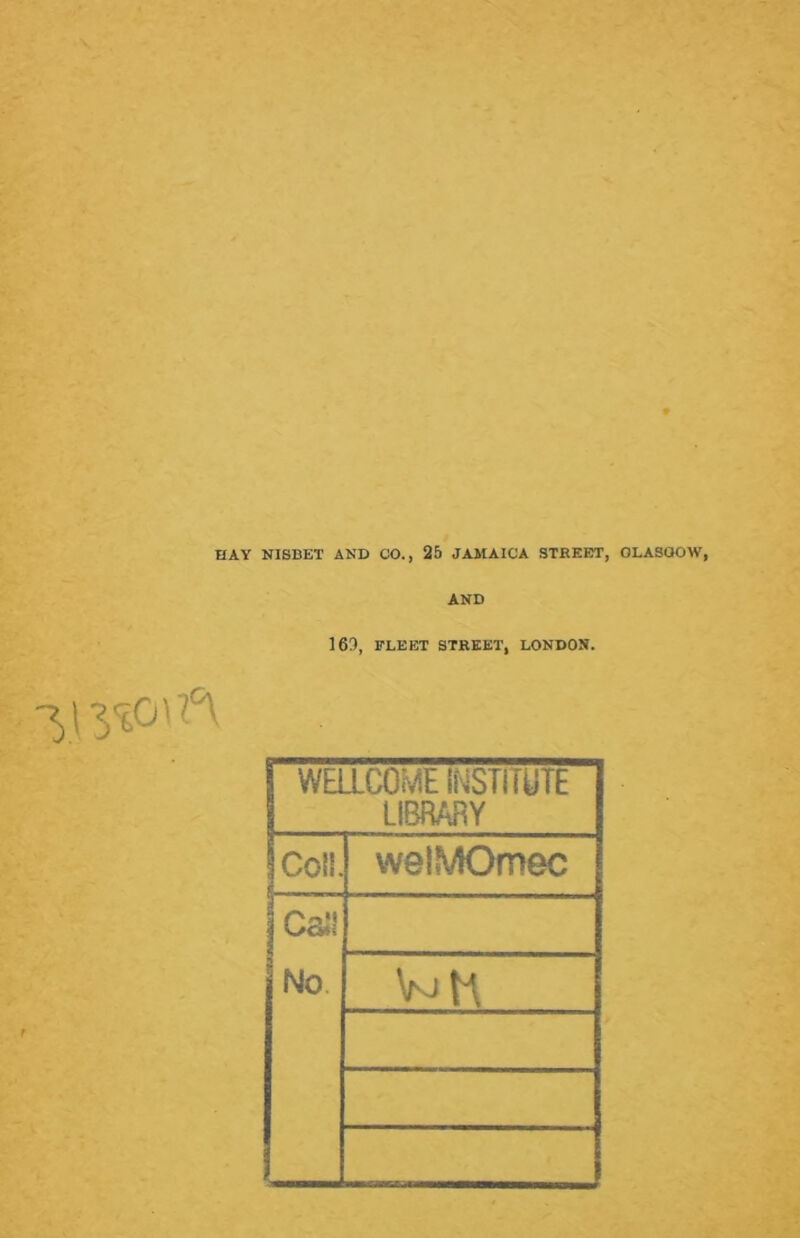 HAY NISBET AND CO., 25 JAMAICA STREET, GLASGOW,
AND
169, FLEET STREET, LONDON.
WELLCOME INSTITUTE
LIBRARY
Coll. welMOmec
Call
No. WM